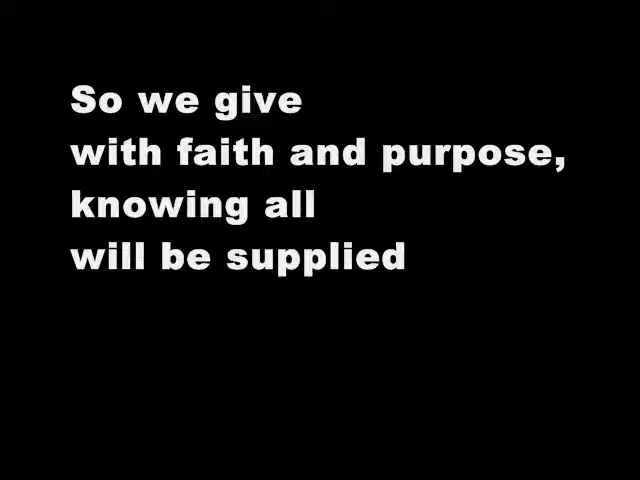 So we give
with faith and purpose,
knowing all
will be supplied